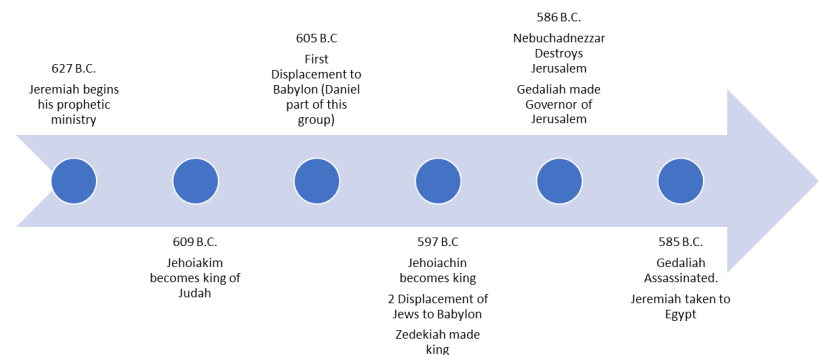 627 B.C.
Jeremiah begins
his prophetic
ministry
609 B.C.
Jehoiakim
becomes king of
Judah
605 B.C
First
Displacement to
Babylon (Daniel
part of this
group)
597 B.C
Jehoiachin
becomes king
2 Displacement of
Jews to Babylon
Zedekiah made
king
586 B.C.
Nebuchadnezzar
Destroys
Jerusalem
Gedaliah made
Governor of
Jerusalem
585 B.C.
Gedaliah
Assassinated.
Jeremiah taken to
Egypt